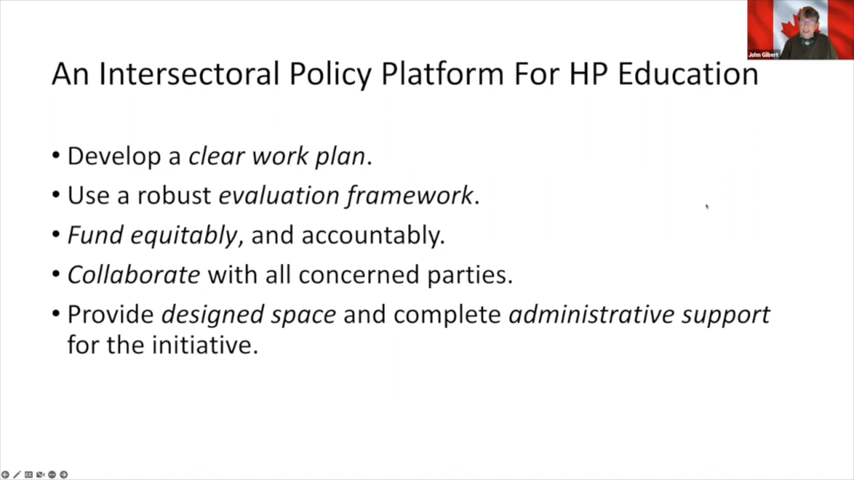 John Gilbert
An Intersectoral Policy Platform For HP Education
• Develop a clear work plan.
• Use a robust evaluation framework.
• Fund equitably, and accountably.
• Collaborate with all concerned parties.
• Provide designed space and complete administrative support
for the initiative.